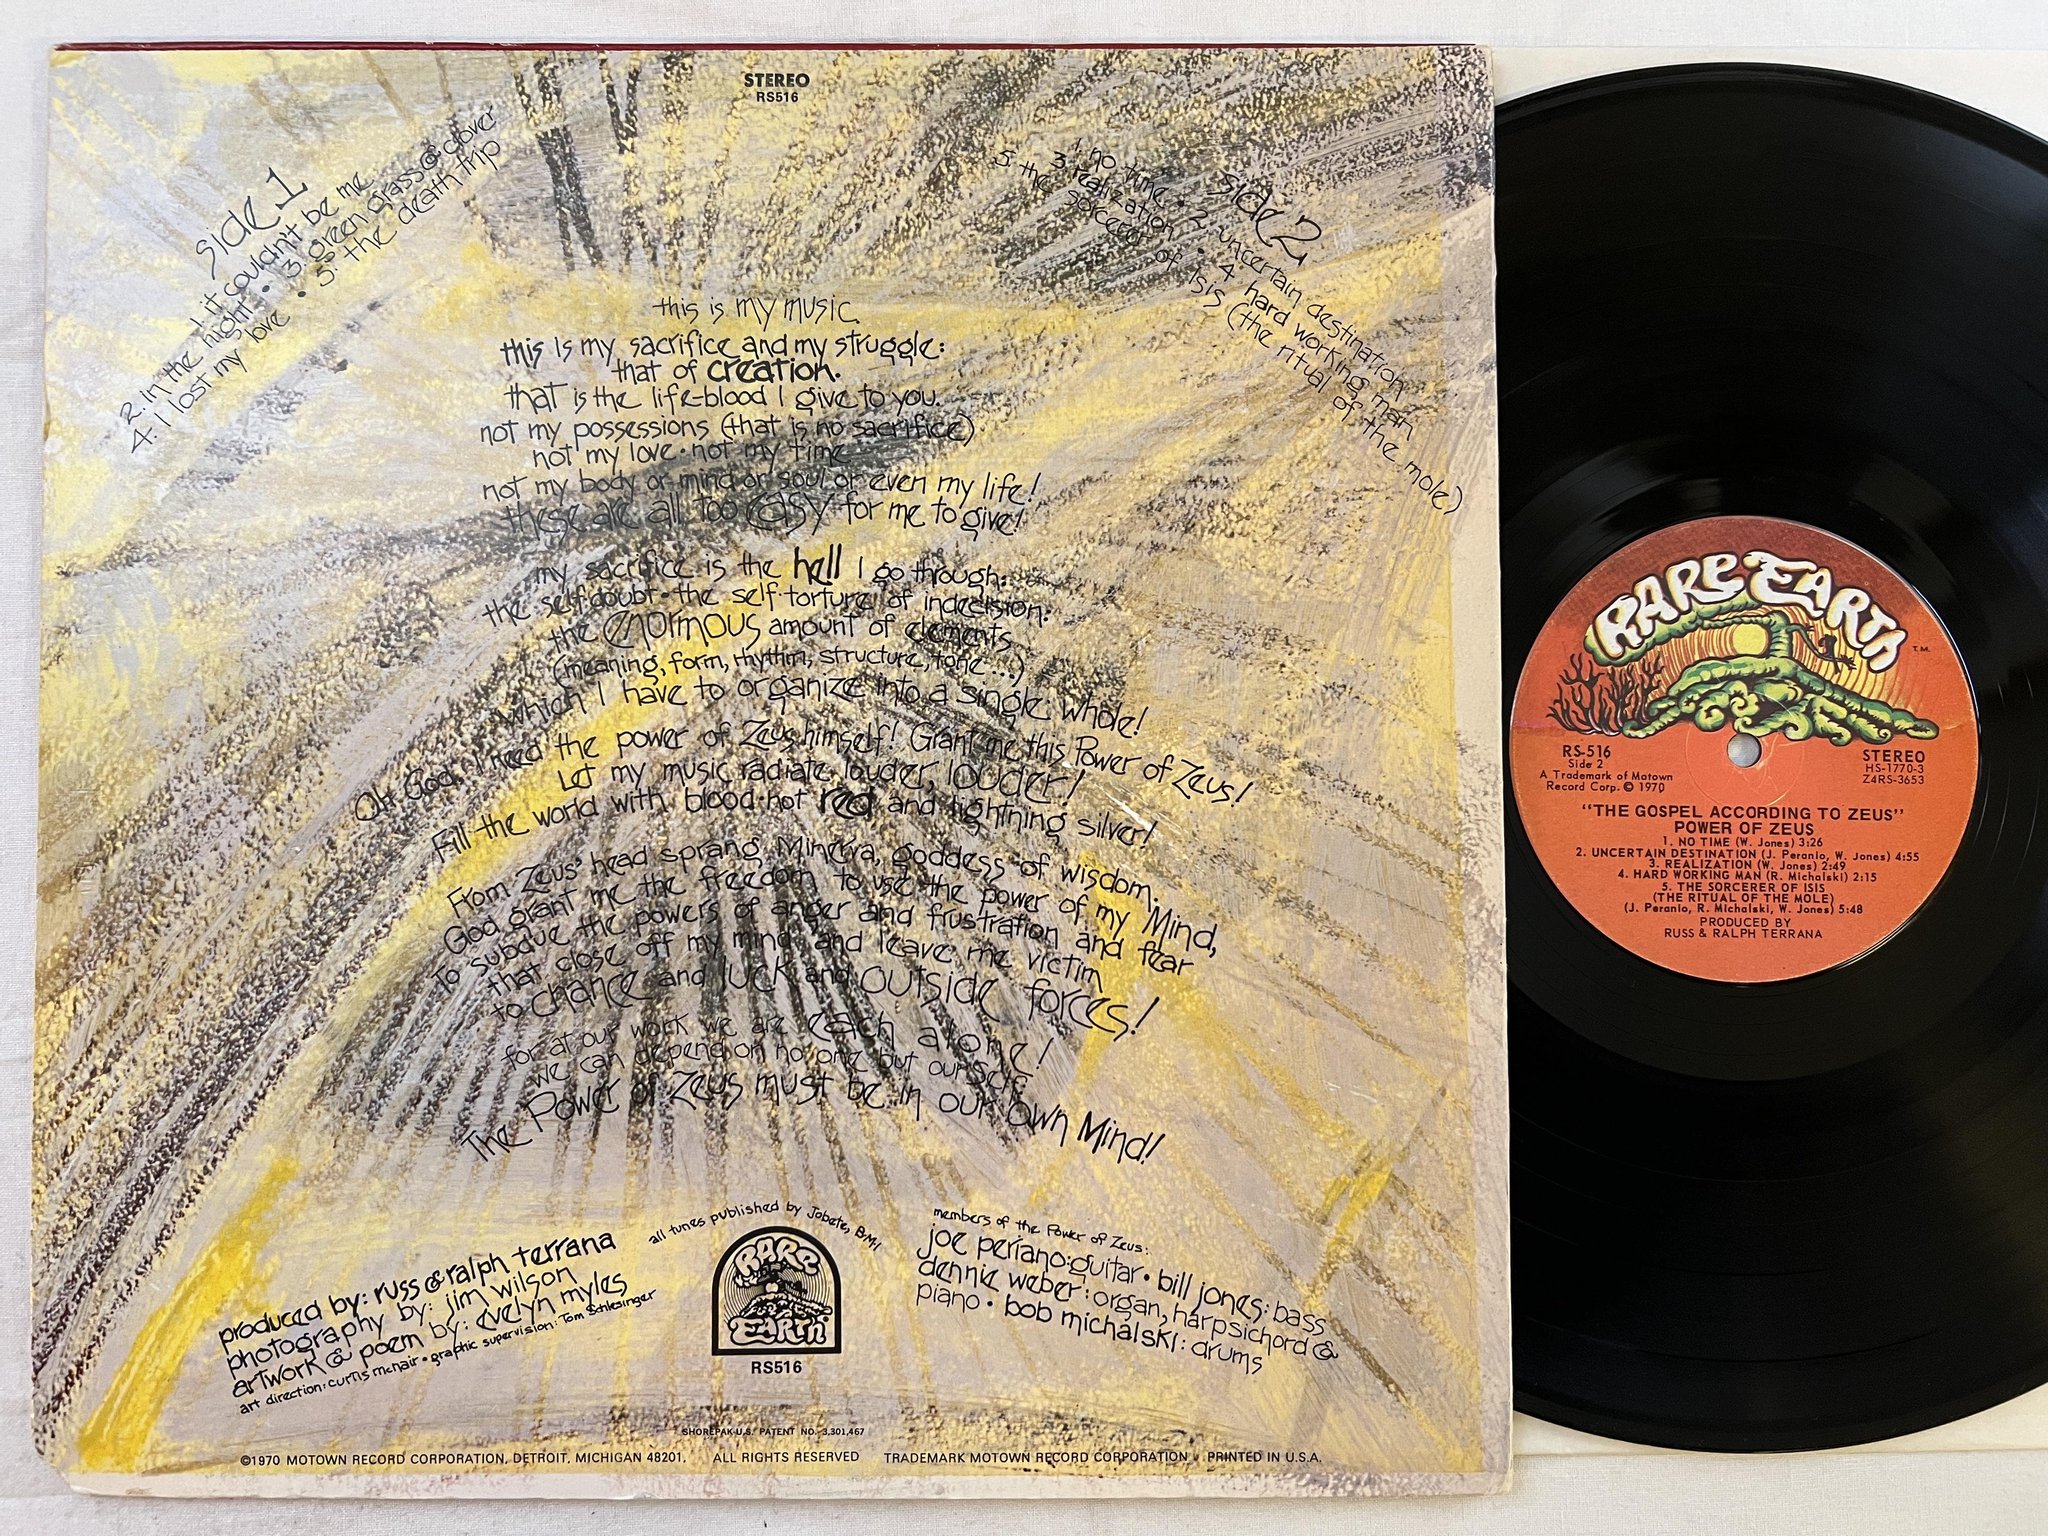 STEREO
RS516
side 1
1. it couldn't be me
2. in the night • 3. green grass & clover
4. I lost my love • 5. the death trip
side 2
1. no time • 2. uncertain destination
3. realization • 4. hard working man
5. the sorcerer of Isis (the ritual of the mole)
this is my music.
this is my sacrifice and my struggle:
that of creation.
that is the life-blood I give to you.
not my possessions (that is no sacrifice)
not my love • not my time
not my body or mind or soul or even my life!
these are all too easy for me to give!
my sacrifice is the hell I go through:
the self-doubt • the self-torture of indecision:
the enormous amount of elements
(meaning, form, rhythm, structure, tone...)
which I have to organize into a single whole!
Oh God, I need the power of Zeus himself! Grant me this Power of Zeus!
Let my music radiate louder, louder!
Fill the world with blood-hot red and lightning silver!
From Zeus' head sprang Minerva, goddess of wisdom.
God grant me the freedom to use the power of my Mind,
To subdue the powers of anger and frustration and fear
that close off my mind and leave me victim
to chance and luck and outside forces!
for at our work we are each alone!
we can depend on no one but ourself.
The Power of Zeus must be in our own Mind!
produced by: russ & ralph terrana
photography by: jim wilson
artwork & poem by: evelyn myles
art direction: curtis mcnair • graphic supervision: Tom Schlesinger
all tunes published by Jobete, B•M•I
RARE
EARTH
RS516
members of the Power of Zeus:
joe periano: guitar • bill jones: bass
dennie weber: organ, harpsichord &
piano • bob michalski: drums
SHOREPAK-U.S. PATENT NO. 3,301,467
©1970 MOTOWN RECORD CORPORATION, DETROIT, MICHIGAN 48201. ALL RIGHTS RESERVED TRADEMARK MOTOWN RECORD CORPORATION PRINTED IN U.S.A.
RARE EARTH
T.M.
RS-516
Side 2
A Trademark of Motown
Record Corp. © 1970
STEREO
HS-1770-3
Z4RS-3653
"THE GOSPEL ACCORDING TO ZEUS"
POWER OF ZEUS
1. NO TIME (W. Jones) 3:26
2. UNCERTAIN DESTINATION (J. Peranio, W. Jones) 4:55
3. REALIZATION (W. Jones) 2:49
4. HARD WORKING MAN (R. Michalski) 2:15
5. THE SORCERER OF ISIS
(THE RITUAL OF THE MOLE)
(J. Peranio, R. Michalski, W. Jones) 5:48
PRODUCED BY
RUSS & RALPH TERRANA